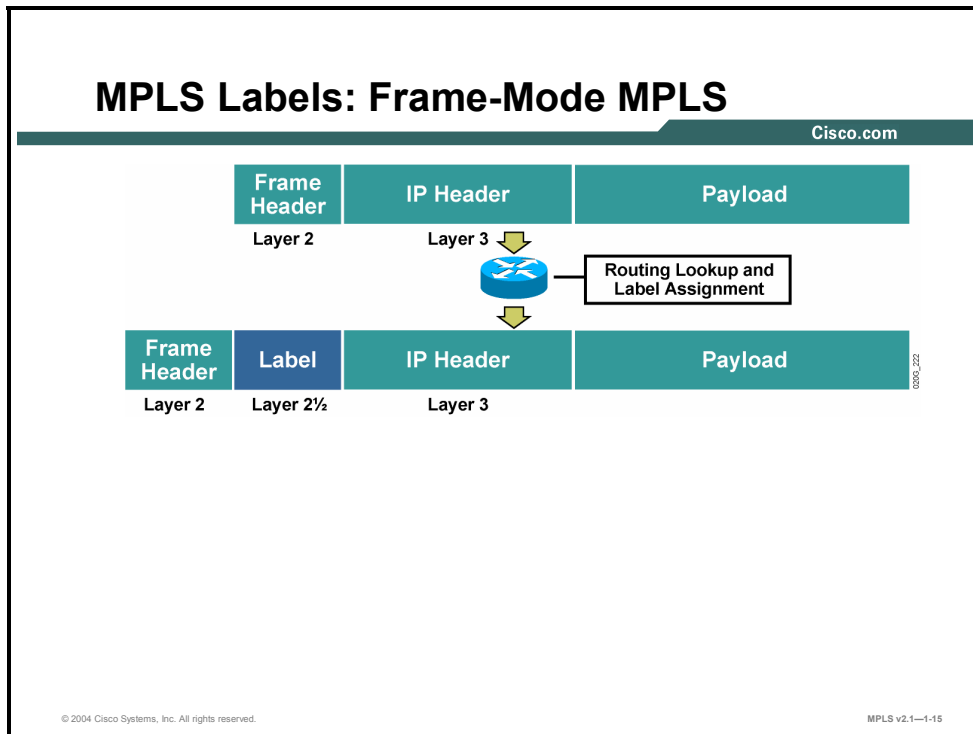 MPLS Labels: Frame-Mode MPLS
Cisco.com
Frame
Header
IP Header
Payload
Layer 2
Layer 3
Routing Lookup and
Label Assignment
Frame
Header
Label
IP Header
Payload
020G_222
Layer 2
Layer 2½
Layer 3
© 2004 Cisco Systems, Inc. All rights reserved.
MPLS v2.1—1-15